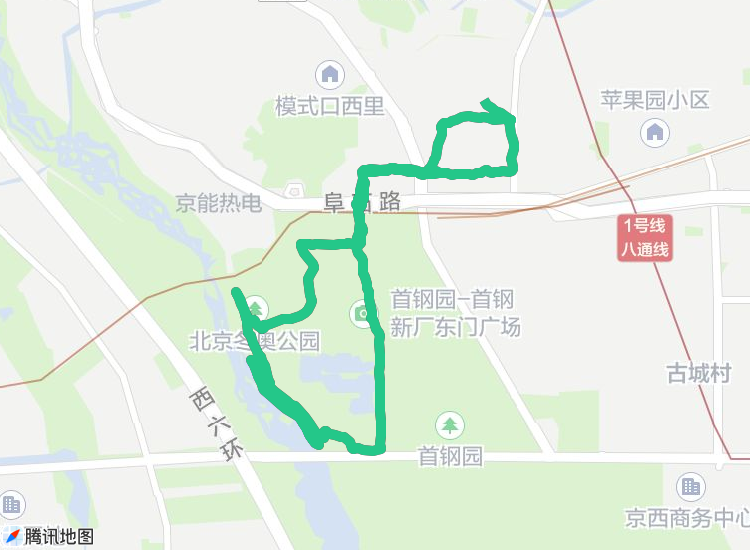 模式口西里
苹果园小区
京能热电
阜石路
1号线
八通线
首钢园-首钢
新厂东门广场
北京冬奥公园
古城村
西六环
首钢园
京西商务中心
腾讯地图